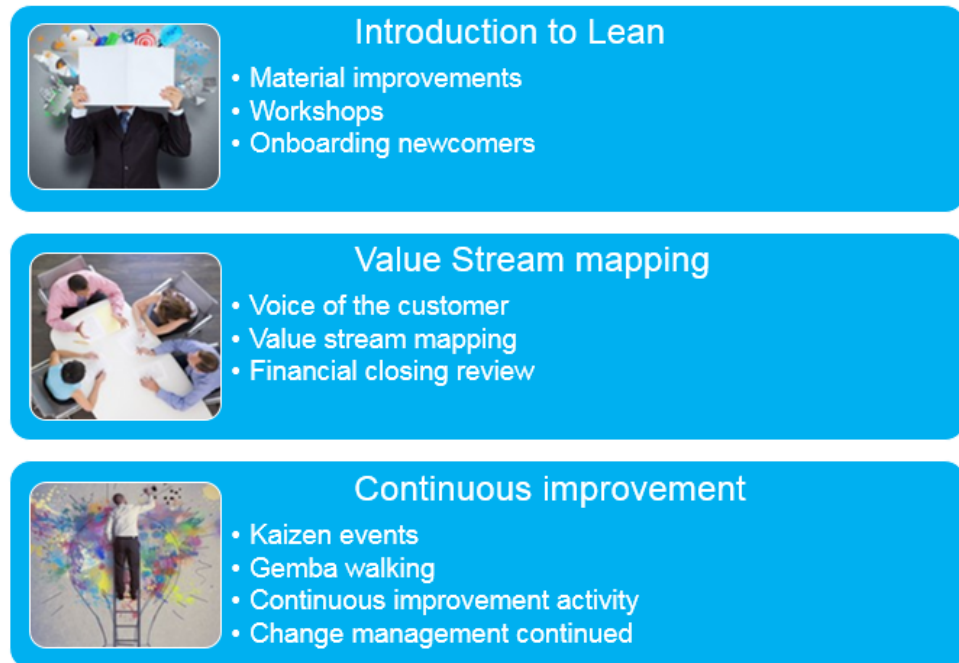 Introduction to Lean
• Material improvements
• Workshops
• Onboarding newcomers
Value Stream mapping
• Voice of the customer
• Value stream mapping
• Financial closing review
Continuous improvement
• Kaizen events
• Gemba walking
• Continuous improvement activity
• Change management continued